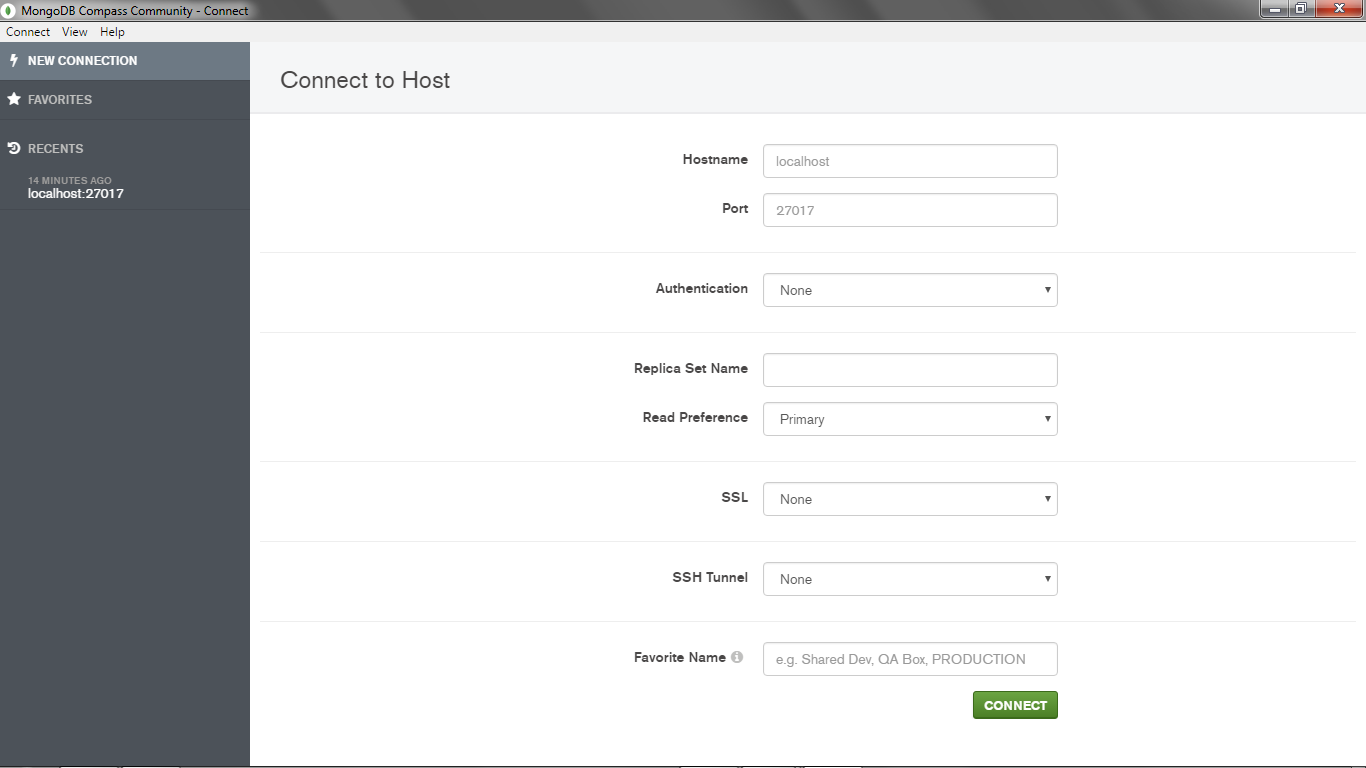 MongoDB Compass Community - Connect
Connect View Help
NEW CONNECTION
FAVORITES
RECENTS
14 MINUTES AGO
localhost:27017
Connect to Host
Hostname localhost
Port 27017
Authentication None
Replica Set Name
Read Preference Primary
SSL None
SSH Tunnel None
Favorite Name e.g. Shared Dev, QA Box, PRODUCTION
CONNECT